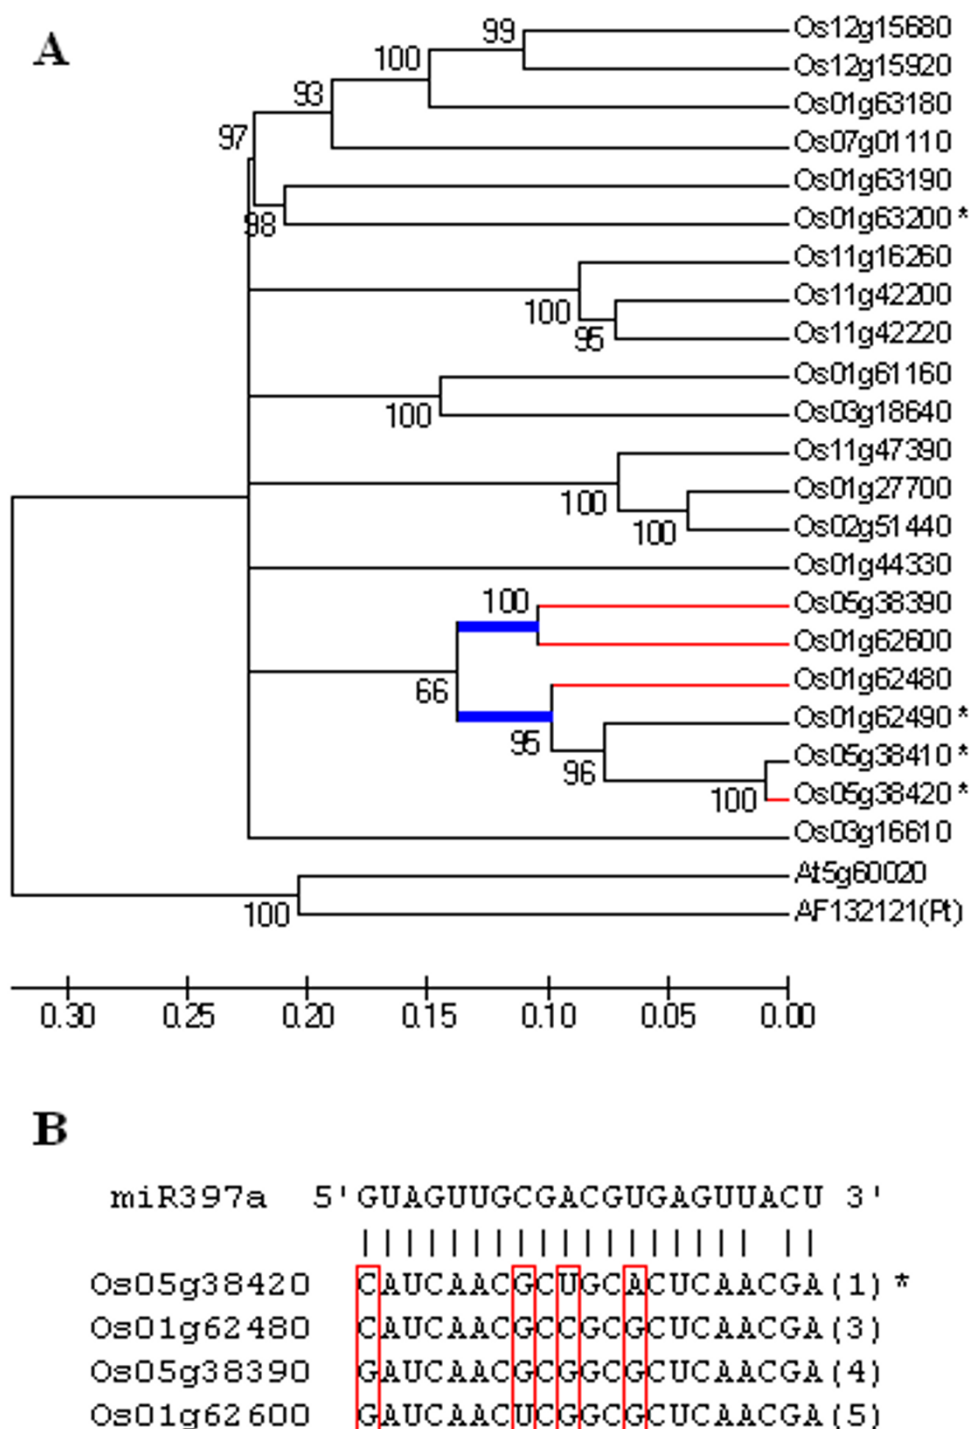 A
99
Os12g15680
100
Os12g15920
93
Os01g63180
97
Os07g01110
Os01g63190
98
Os01g63200 *
Os11g16260
100
Os11g42200
95
Os11g42220
Os01g61160
100
Os03g18640
Os11g47390
100
Os01g27700
100
Os02g51440
Os01g44330
100
Os05g38390
Os01g62600
66
Os01g62480
95
Os01g62490 *
96
Os05g38410 *
100
Os05g38420 *
Os03g16610
At5g60020
100
AF132121(Pt)
0.30 0.25 0.20 0.15 0.10 0.05 0.00
B
miR397a 5'GUAGUUGCGACGUGAGUUACU 3'
Os05g38420 CAUCAACGCUGCACUCAACGA(1)*
Os01g62480 CAUCAACGCCGCGCUCAACGA(3)
Os05g38390 GAUCAACGCGGCGCUCAACGA(4)
Os01g62600 GAUCAACUCGGCGCUCAACGA(5)